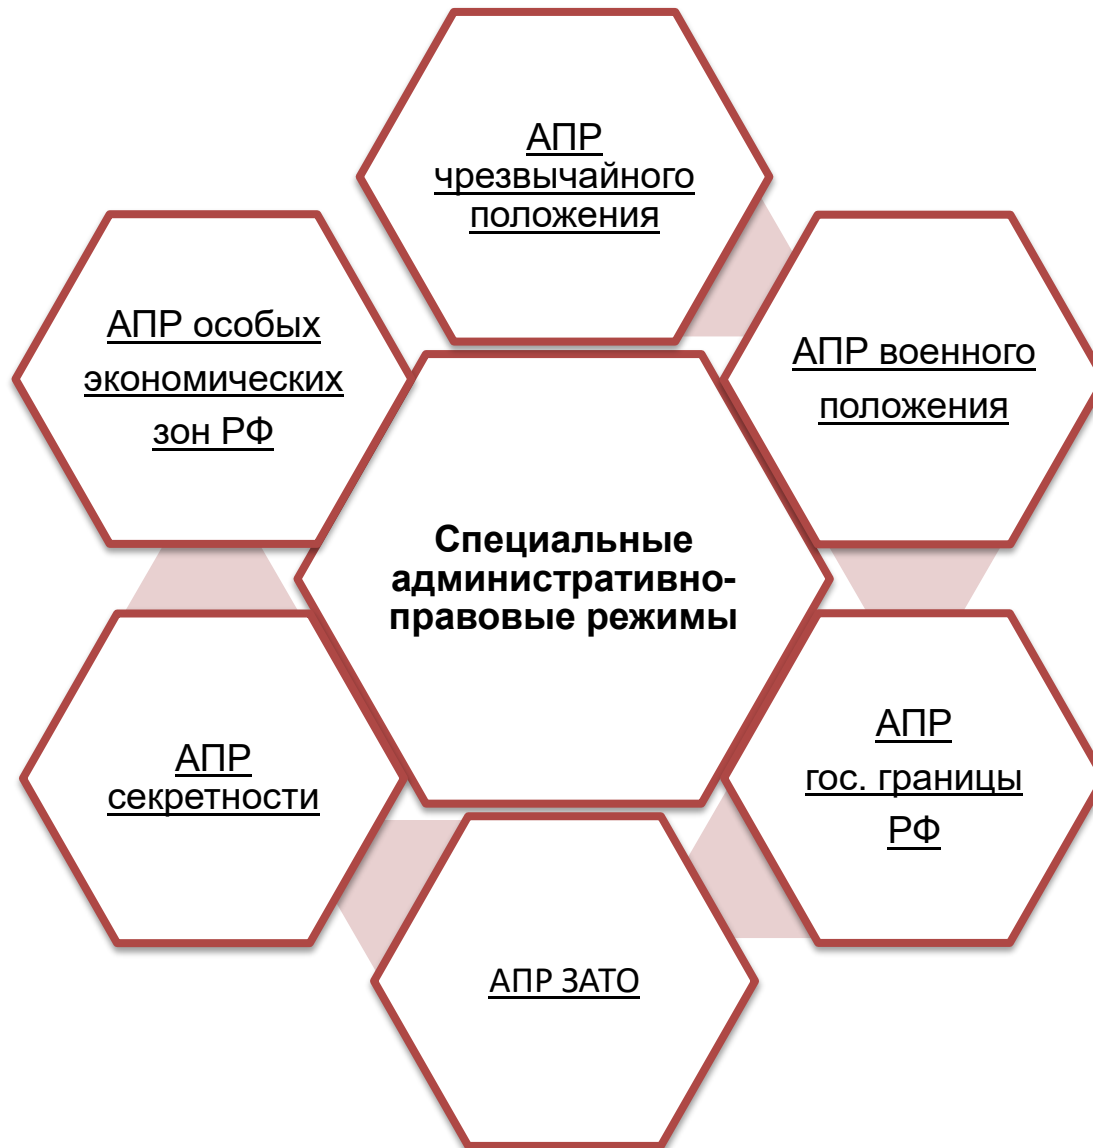 АПР
чрезвычайного
положения
АПР особых
экономических
зон РФ
АПР военного
положения
Специальные
административно-
правовые режимы
АПР
секретности
АПР
гос. границы
РФ
АПР ЗАТО